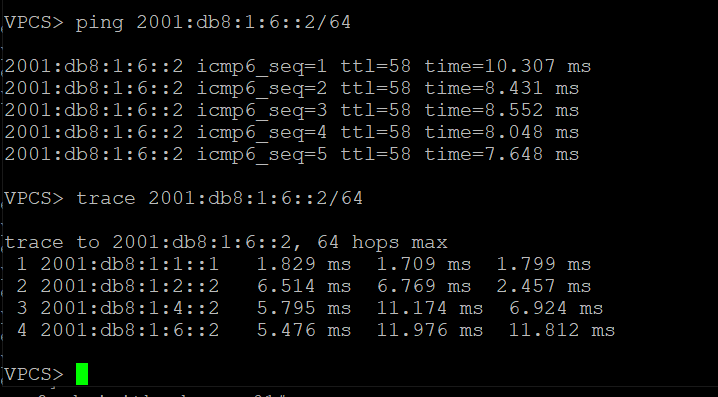 VPCS> ping 2001:db8:1:6::2/64
2001:db8:1:6::2 icmp6_seq=1 ttl=58 time=10.307 ms
2001:db8:1:6::2 icmp6_seq=2 ttl=58 time=8.431 ms
2001:db8:1:6::2 icmp6_seq=3 ttl=58 time=8.552 ms
2001:db8:1:6::2 icmp6_seq=4 ttl=58 time=8.048 ms
2001:db8:1:6::2 icmp6_seq=5 ttl=58 time=7.648 ms
VPCS> trace 2001:db8:1:6::2/64
trace to 2001:db8:1:6::2, 64 hops max
1 2001:db8:1:1::1 1.829 ms 1.709 ms 1.799 ms
2 2001:db8:1:2::2 6.514 ms 6.769 ms 2.457 ms
3 2001:db8:1:4::2 5.795 ms 11.174 ms 6.924 ms
4 2001:db8:1:6::2 5.476 ms 11.976 ms 11.812 ms
VPCS>